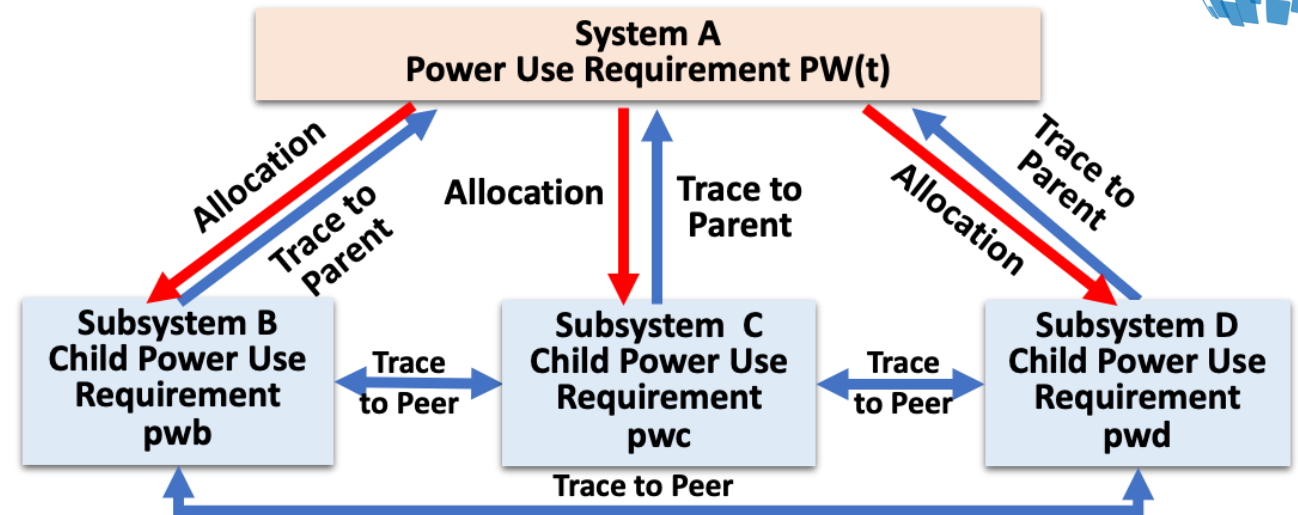 System A
Power Use Requirement PW(t)
Allocation
Trace to
Parent
Allocation
Trace to
Parent
Allocation
Trace to
Parent
Subsystem B
Child Power Use
Requirement
pwb
Trace
to Peer
Subsystem  C
Child Power Use
Requirement
pwc
Trace
to Peer
Subsystem D
Child Power Use
Requirement
pwd
Trace to Peer